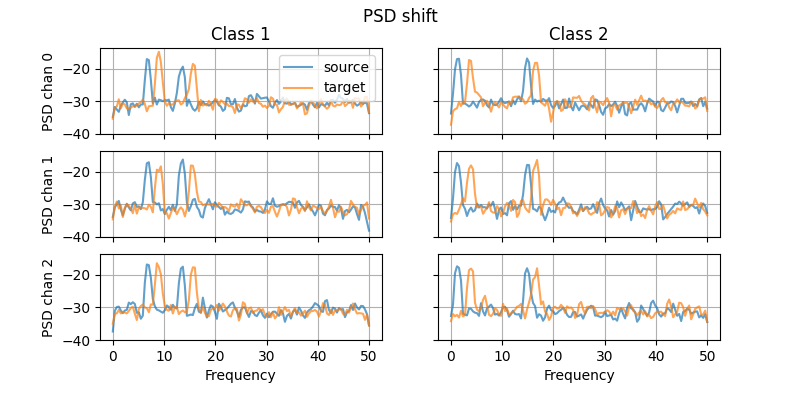 PSD shift
Class 1
Class 2
PSD chan 0
−20
−30
−40
source
target
PSD chan 1
−20
−30
−40
PSD chan 2
−20
−30
−40
0 10 20 30 40 50
0 10 20 30 40 50
Frequency
Frequency